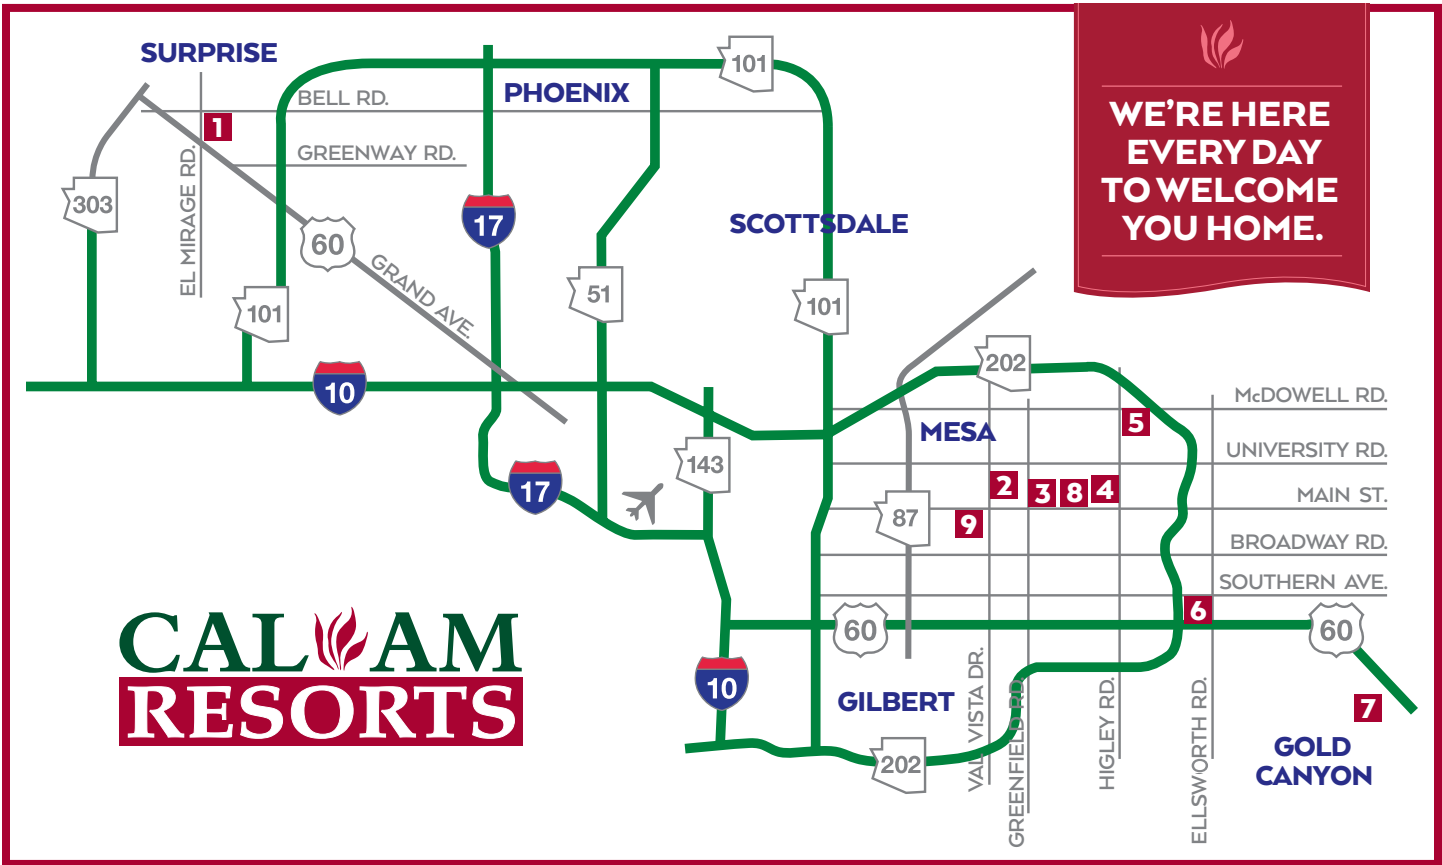 SURPRISE
BELL RD.
PHOENIX
101
WE'RE HERE
EVERY DAY
TO WELCOME
YOU HOME.
1
GREENWAY RD.
EL MIRAGE RD.
303
17
60
SCOTTSDALE
GRAND AVE.
51
101
101
10
202
McDOWELL RD.
5
MESA
UNIVERSITY RD.
143
17
2
3
8
4
MAIN ST.
87
9
BROADWAY RD.
SOUTHERN AVE.
6
60
60
CAL AM
RESORTS
10
GILBERT
VAL VISTA DR.
GREENFIELD RD.
HIGLEY RD.
ELLSWORTH RD.
7
GOLD
CANYON
202